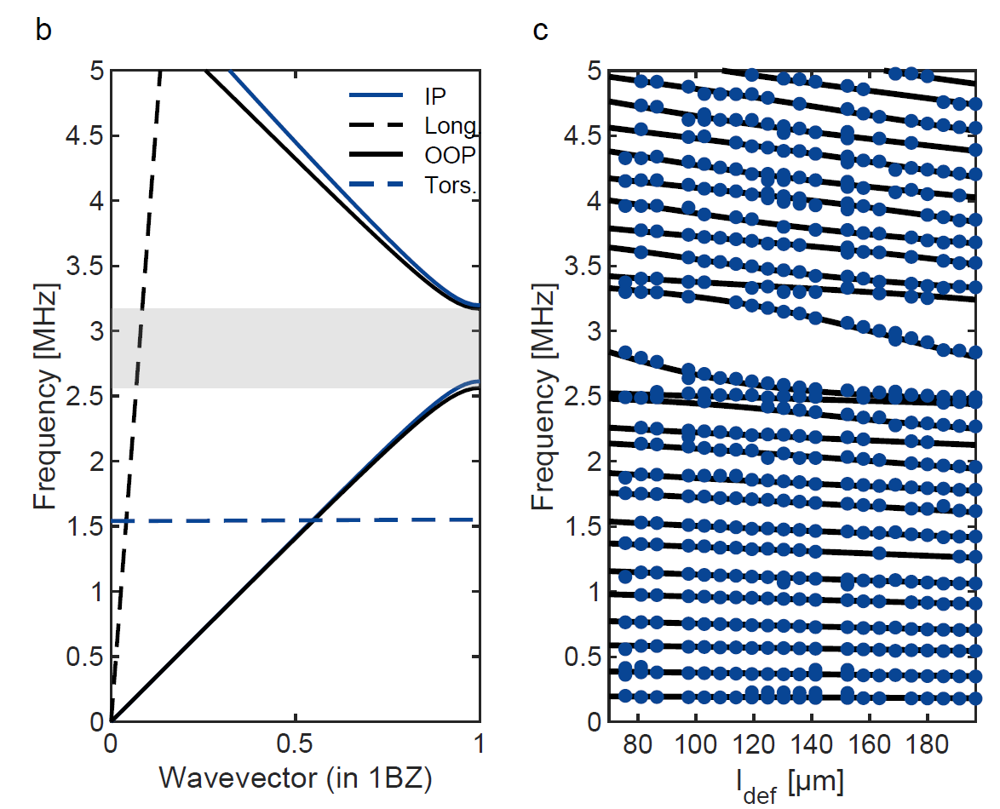 b
5
4.5
4
3.5
3
2.5
2
1.5
1
0.5
0
Frequency [MHz]
IP
Long
OOP
Tors.
0 0.5 1
Wavevector (in 1BZ)
c
5
4.5
4
3.5
3
2.5
2
1.5
1
0.5
0
Frequency [MHz]
80 100 120 140 160 180
l_def [μm]